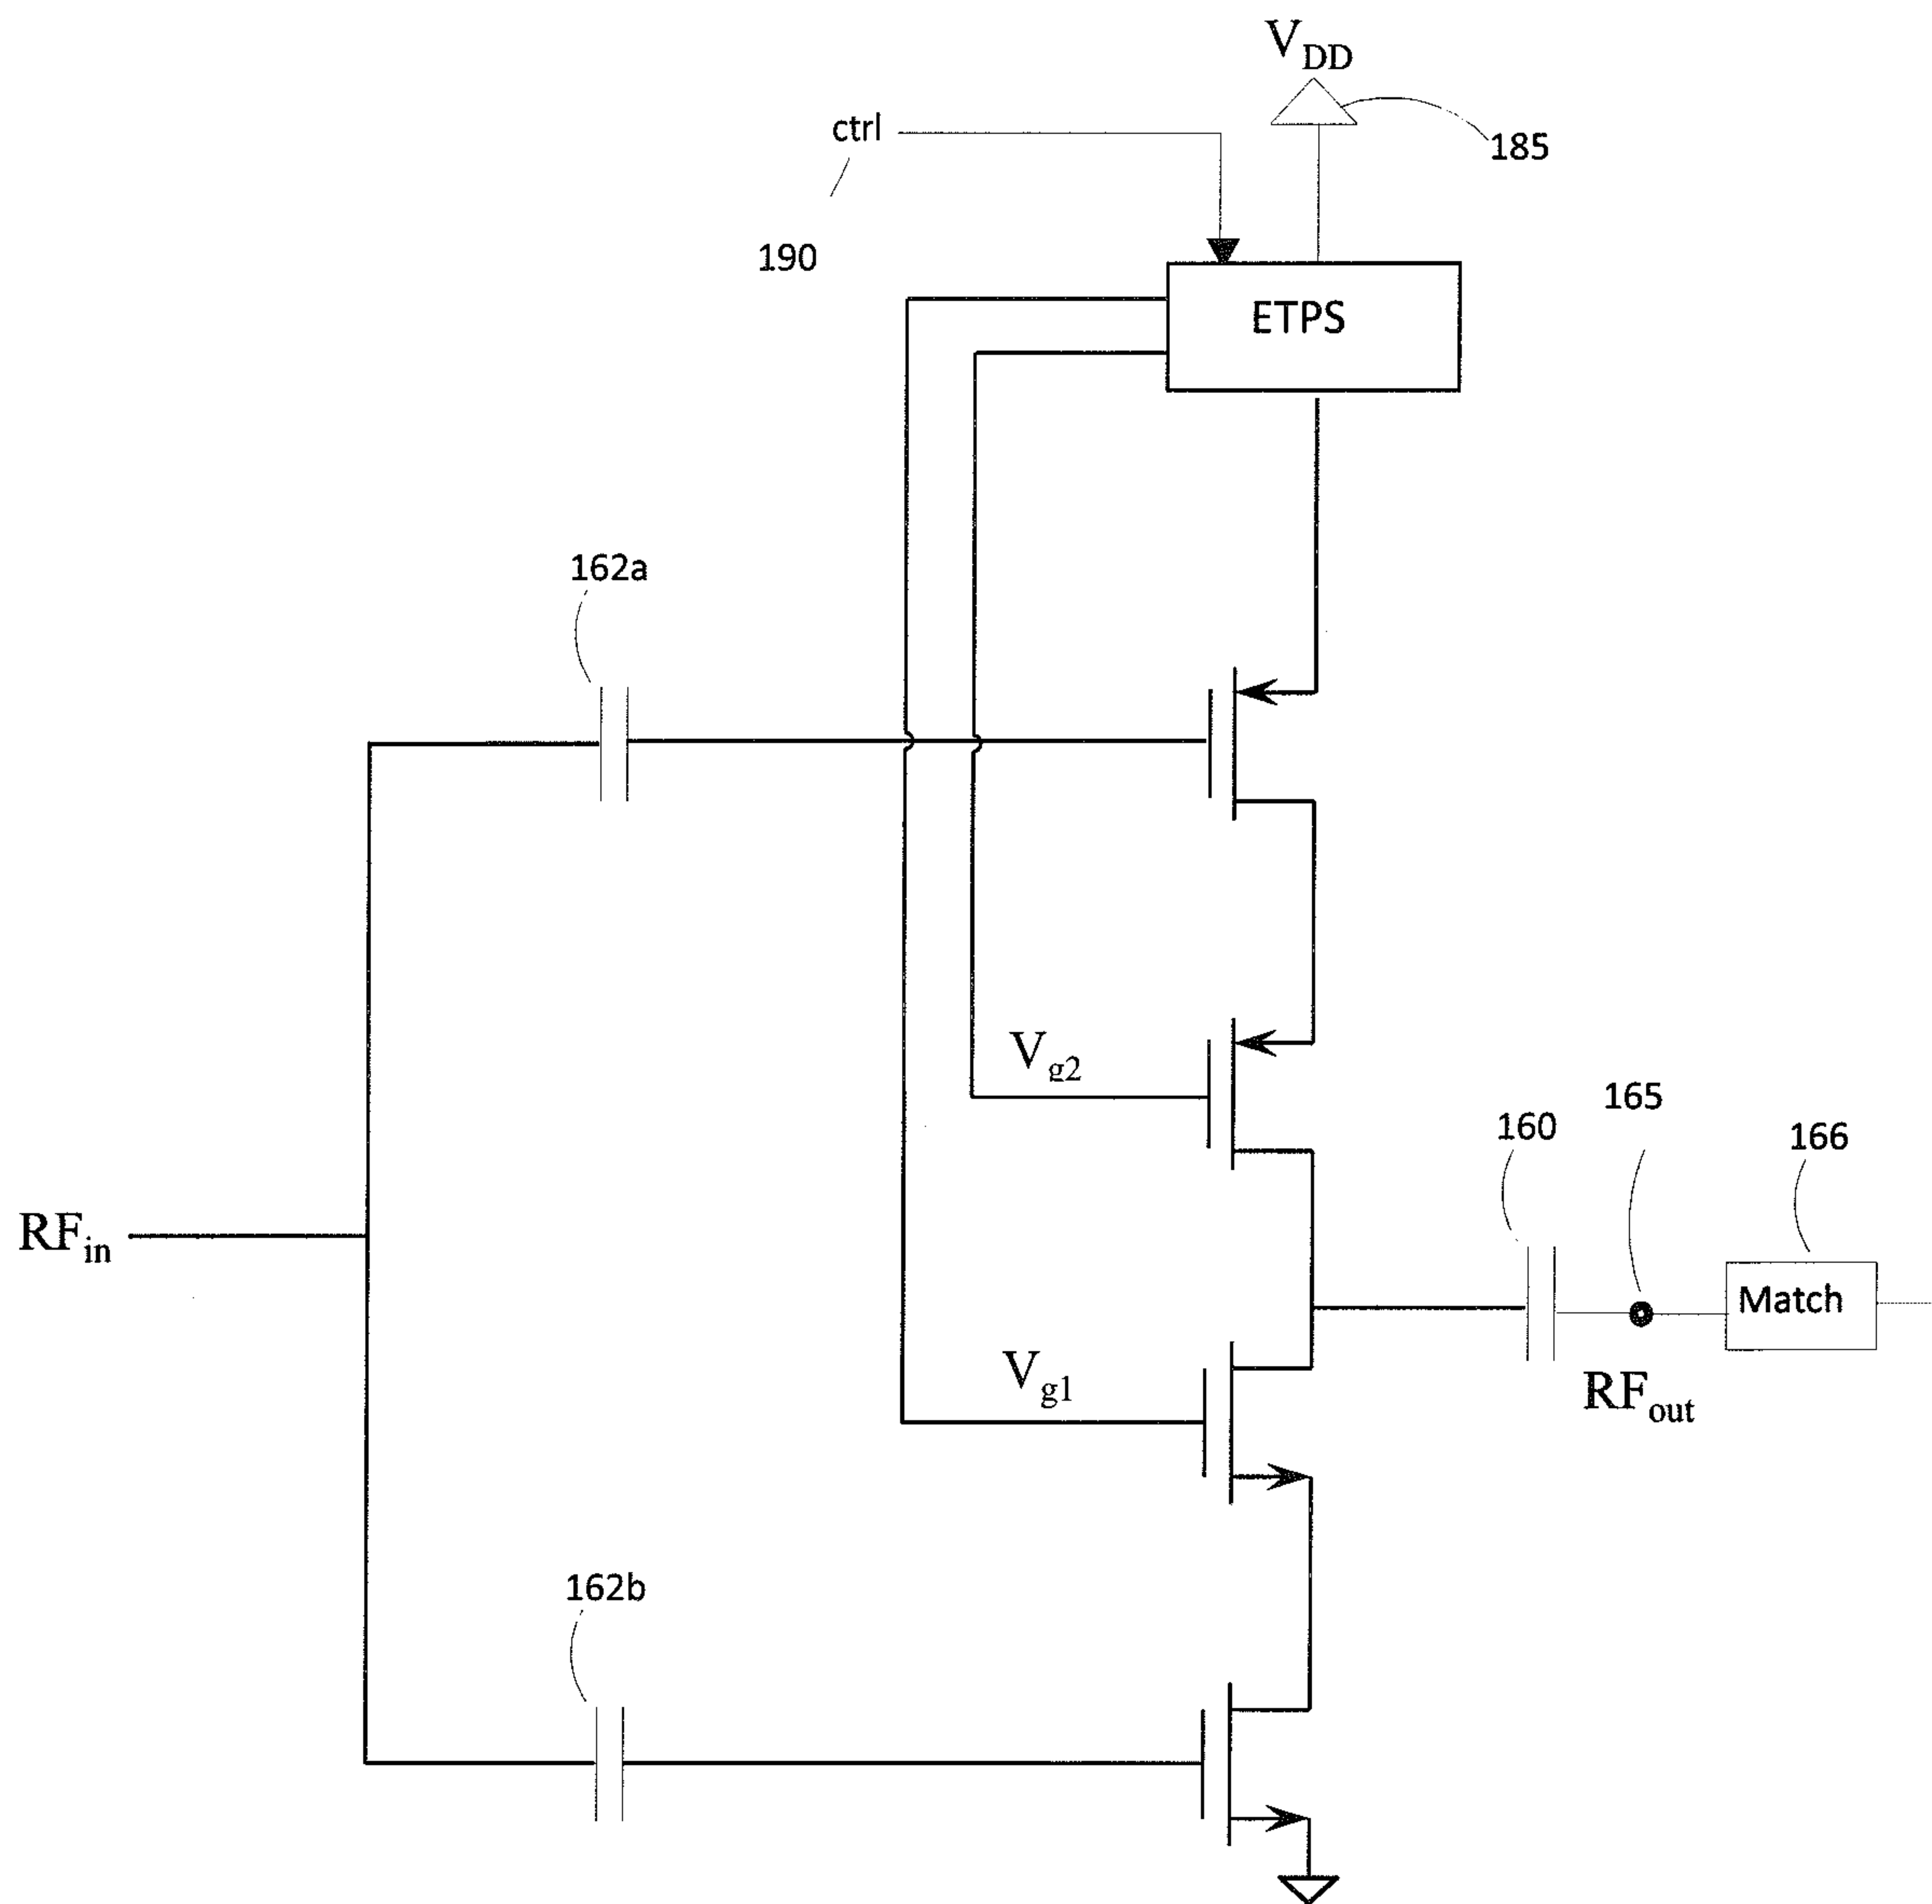 VDD
ctrl
185
190
ETPS
162a
Vg2
165
160
166
RFin
Match
Vg1
RFout
162b